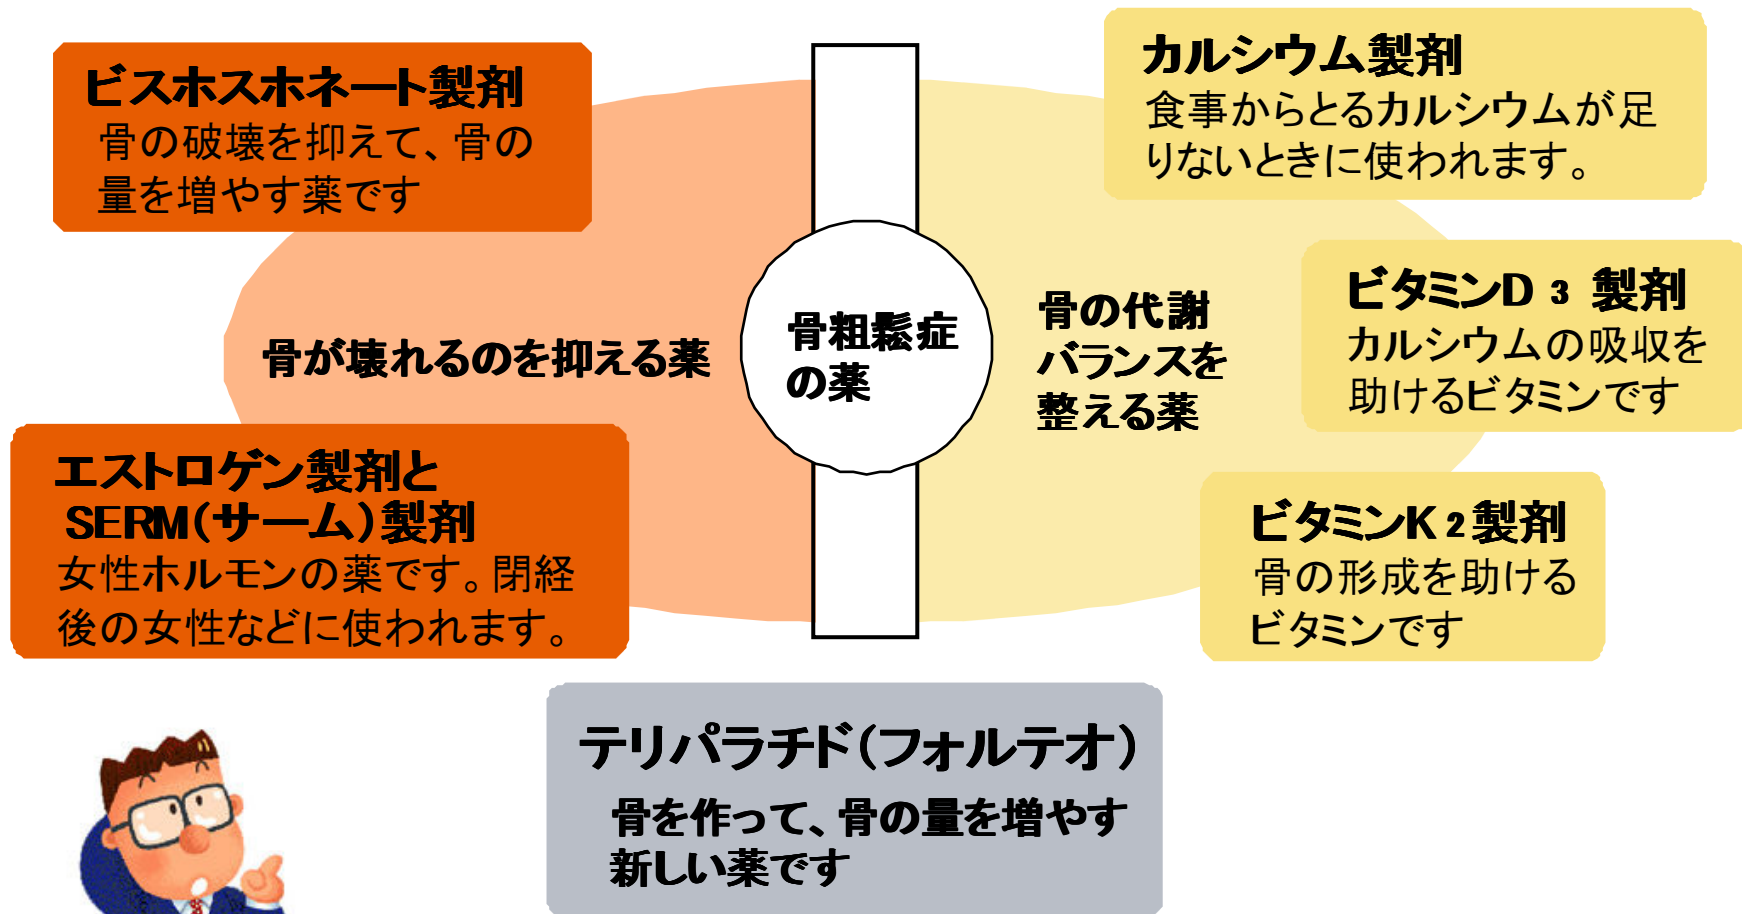 ビスホスホネート製剤
骨の破壊を抑えて、骨の
量を増やす薬です
骨が壊れるのを抑える薬
エストロゲン製剤と
SERM(サーム)製剤
女性ホルモンの薬です。閉経
後の女性などに使われます。
骨粗鬆症
の薬
カルシウム製剤
食事からとるカルシウムが足
りないときに使われます。
骨の代謝
バランスを
整える薬
ビタミンD3 製剤
カルシウムの吸収を
助けるビタミンです
ビタミンK2製剤
骨の形成を助ける
ビタミンです
テリパラチド(フォルテオ)
骨を作って、骨の量を増やす
新しい薬です